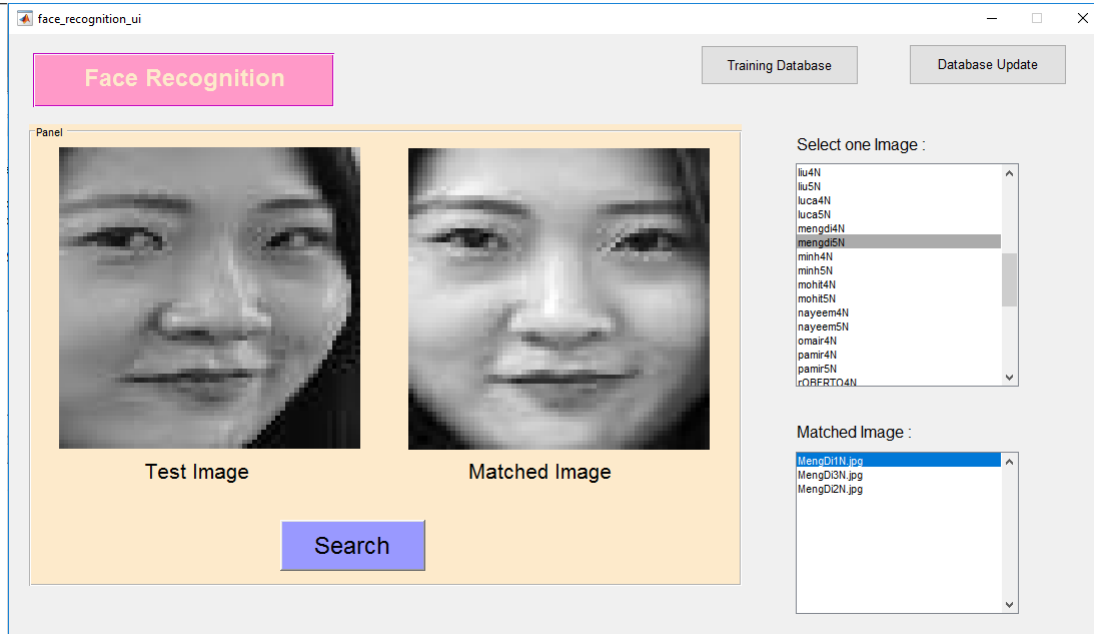 face_recognition_ui
Face Recognition
Training Database
Database Update
Panel
Test Image
Matched Image
Search
Select one Image :
liu4N
liu5N
luca4N
luca5N
mengdi4N
mengdi5N
minh4N
minh5N
mohit4N
mohit5N
nayeem4N
nayeem5N
omair4N
pamir4N
pamir5N
rOBERTO4N
Matched Image :
MengDi1N.jpg
MengDi3N.jpg
MengDi2N.jpg